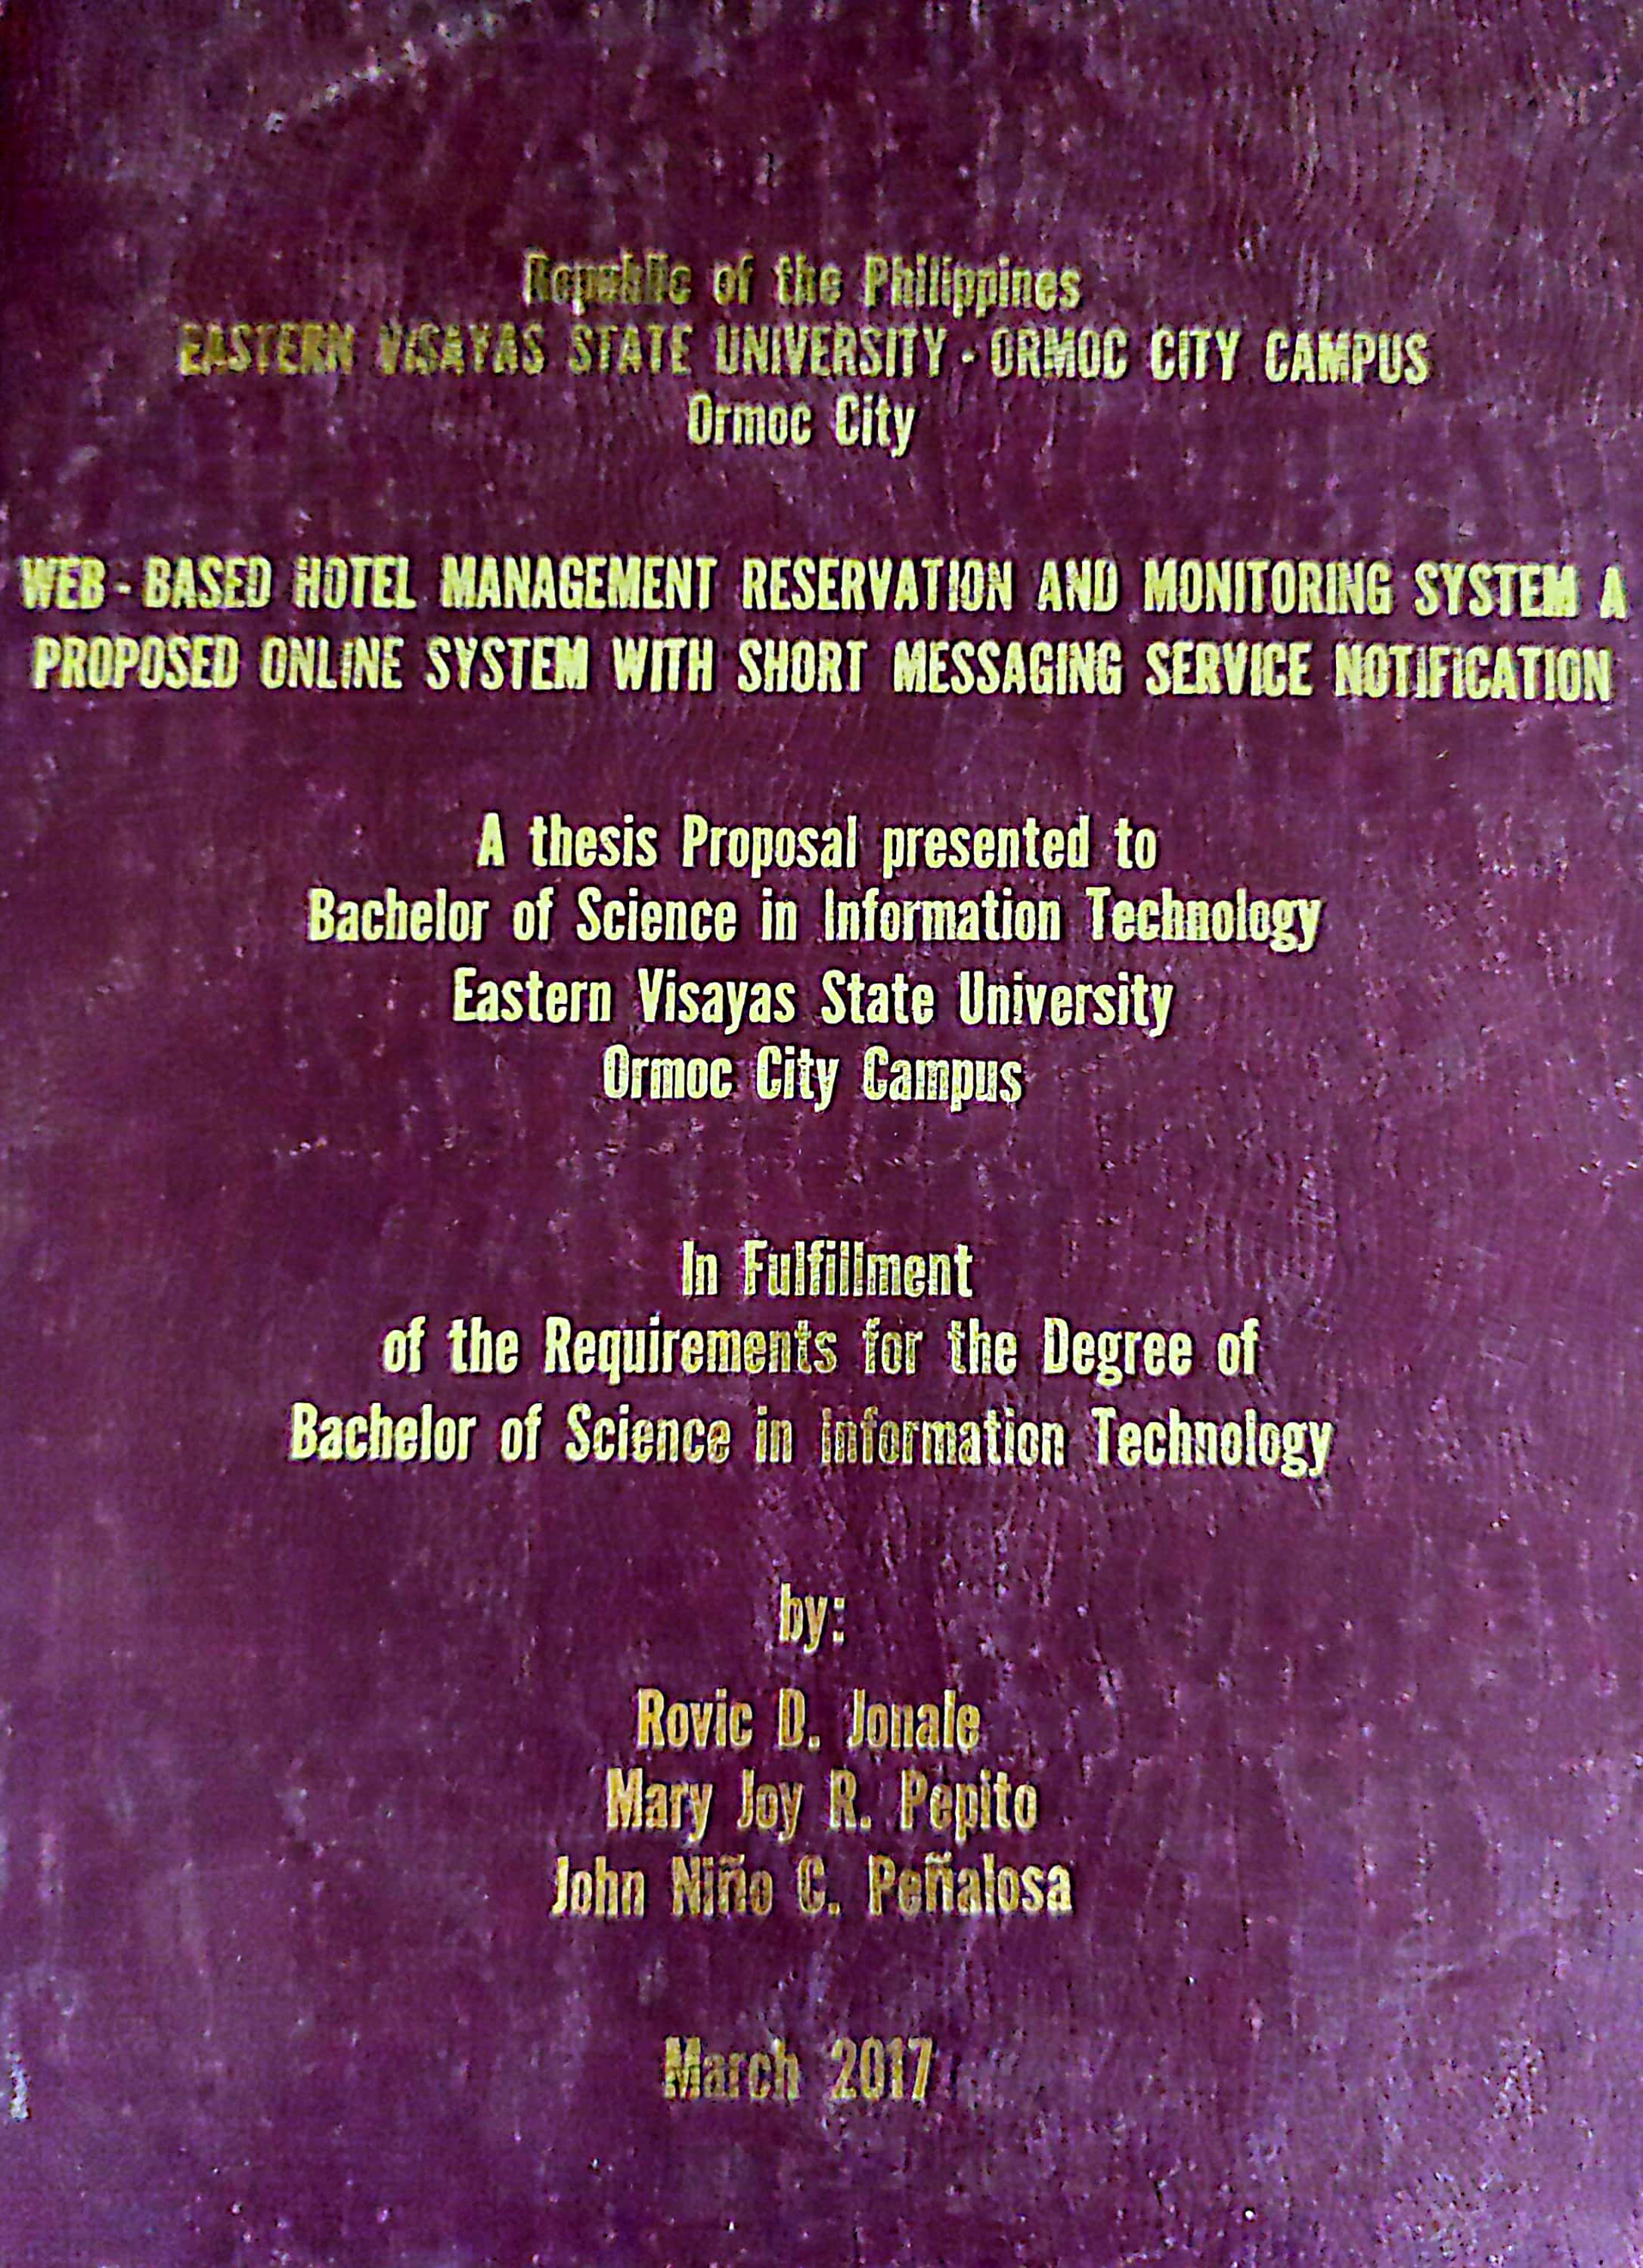 Republic of the Philippines
EASTERN VISAYAS STATE UNIVERSITY - ORMOC CITY CAMPUS
Ormoc City
WEB - BASED HOTEL MANAGEMENT RESERVATION AND MONITORING SYSTEM A
PROPOSED ONLINE SYSTEM WITH SHORT MESSAGING SERVICE NOTIFICATION
A thesis Proposal presented to
Bachelor of Science in Information Technology
Eastern Visayas State University
Ormoc City Campus
In Fulfillment
of the Requirements for the Degree of
Bachelor of Science in Information Technology
by:
Rovic D. Jonale
Mary Joy R. Pepito
John Niño C. Peñalosa
March 2017